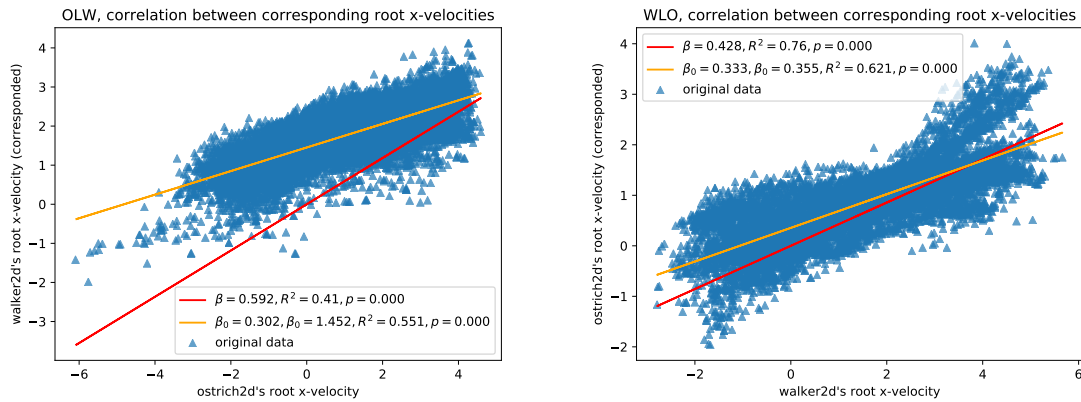 OLW, correlation between corresponding root x-velocities
walker2d's root x-velocity (corresponded)
4
3
2
1
0
−1
−2
−3
β = 0.592, R² = 0.41, p = 0.000
β₀ = 0.302, β₀ = 1.452, R² = 0.551, p = 0.000
original data
−6 −4 −2 0 2 4
ostrich2d's root x-velocity
WLO, correlation between corresponding root x-velocities
ostrich2d's root x-velocity (corresponded)
4
3
2
1
0
−1
−2
β = 0.428, R² = 0.76, p = 0.000
β₀ = 0.333, β₀ = 0.355, R² = 0.621, p = 0.000
original data
−2 0 2 4 6
walker2d's root x-velocity